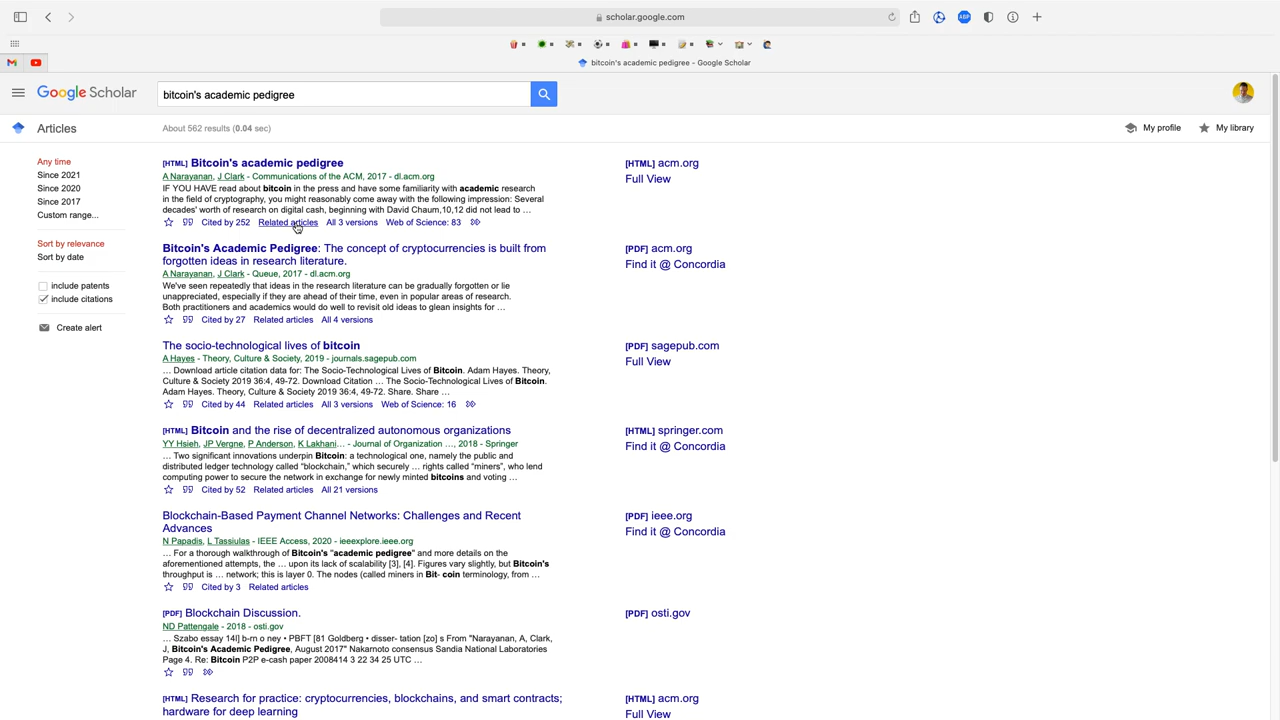 scholar.google.com
bitcoin's academic pedigree - Google Scholar
Google Scholar
bitcoin's academic pedigree
Articles
About 562 results (0.04 sec)
My profile
My library
Any time
Since 2021
Since 2020
Since 2017
Custom range...
Sort by relevance
Sort by date
include patents
include citations
Create alert
[HTML] Bitcoin's academic pedigree
A Narayanan, J Clark - Communications of the ACM, 2017 - dl.acm.org
IF YOU HAVE read about bitcoin in the press and have some familiarity with academic research
in the field of cryptography, you might reasonably come away with the following impression: Several
decades' worth of research on digital cash, beginning with David Chaum,10,12 did not lead to ...
Cited by 252 Related articles All 3 versions Web of Science: 83
[HTML] acm.org
Full View
Bitcoin's Academic Pedigree: The concept of cryptocurrencies is built from
forgotten ideas in research literature.
A Narayanan, J Clark - Queue, 2017 - dl.acm.org
We've seen repeatedly that ideas in the research literature can be gradually forgotten or lie
unappreciated, especially if they are ahead of their time, even in popular areas of research.
Both practitioners and academics would do well to revisit old ideas to glean insights for ...
Cited by 27 Related articles All 4 versions
[PDF] acm.org
Find it @ Concordia
The socio-technological lives of bitcoin
A Hayes - Theory, Culture & Society, 2019 - journals.sagepub.com
... Download article citation data for: The Socio-Technological Lives of Bitcoin. Adam Hayes. Theory,
Culture & Society 2019 36:4, 49-72. Download Citation ... The Socio-Technological Lives of Bitcoin.
Adam Hayes. Theory, Culture & Society 2019 36:4, 49-72. Share. Share ...
Cited by 44 Related articles All 3 versions Web of Science: 16
[PDF] sagepub.com
Full View
[HTML] Bitcoin and the rise of decentralized autonomous organizations
YY Hsieh, JP Vergne, P Anderson, K Lakhani... - Journal of Organization ..., 2018 - Springer
... Two significant innovations underpin Bitcoin: a technological one, namely the public and
distributed ledger technology called "blockchain," which securely ... rights called "miners", who lend
computing power to secure the network in exchange for newly minted bitcoins and voting ...
Cited by 52 Related articles All 21 versions
[HTML] springer.com
Find it @ Concordia
Blockchain-Based Payment Channel Networks: Challenges and Recent
Advances
N Papadis, L Tassiulas - IEEE Access, 2020 - ieeexplore.ieee.org
... For a thorough walkthrough of Bitcoin's "academic pedigree" and more details on the
aforementioned attempts, the ... upon its lack of scalability [3], [4]. Figures vary slightly, but Bitcoin's
throughput is ... network; this is layer 0. The nodes (called miners in Bit- coin terminology, from ...
Cited by 3 Related articles
[PDF] ieee.org
Find it @ Concordia
[PDF] Blockchain Discussion.
ND Pattengale - 2018 - osti.gov
... Szabo essay 14I] b-rn o ney • PBFT [81 Goldberg • disser- tation [zo] s From "Narayanan, A, Clark,
J, Bitcoin's Academic Pedigree, August 2017" Nakarnoto consensus Sandia National Laboratories
Page 4. Re: Bitcoin P2P e-cash paper 2008414 3 22 34 25 UTC ...
[PDF] osti.gov
[HTML] Research for practice: cryptocurrencies, blockchains, and smart contracts;
hardware for deep learning
[HTML] acm.org
Full View